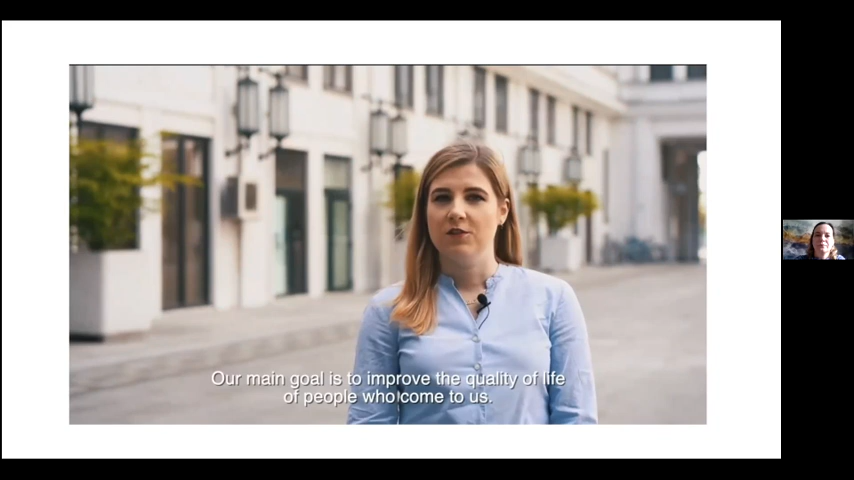 Our main goal is to improve the quality of life
of people who come to us.